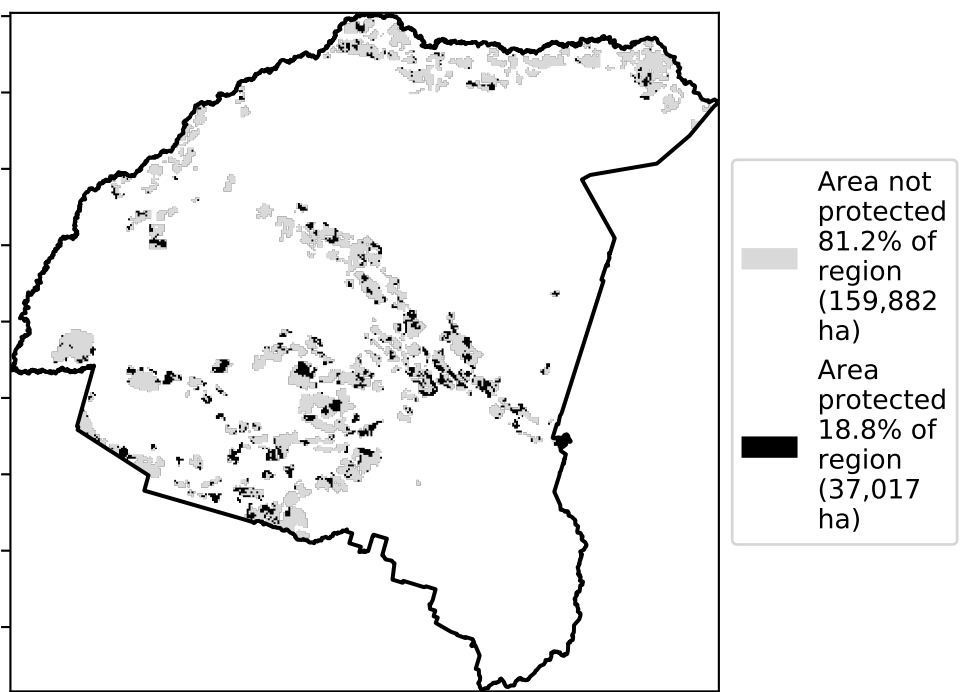 Area not
protected
81.2% of
region
(159,882
ha)
Area
protected
18.8% of
region
(37,017
ha)